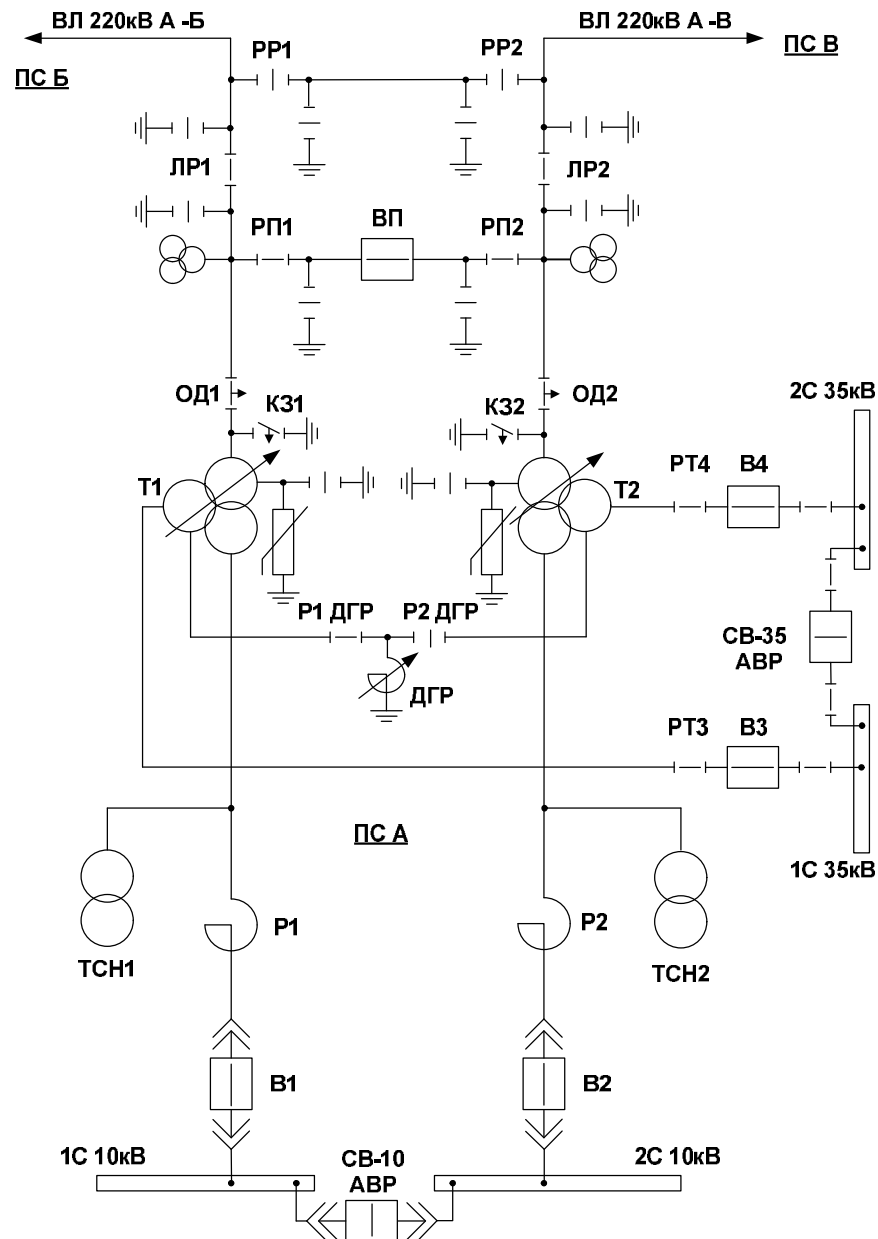 ВЛ 220кВ А -Б
ВЛ 220кВ А -В
ПС Б
РР1
РР2
ПС В
ЛР1
ЛР2
РП1
ВП
РП2
ОД1
КЗ1
КЗ2
ОД2
2С 35кВ
Т1
Т2
РТ4
В4
Р1 ДГР
Р2 ДГР
СВ-35
АВР
ДГР
РТ3
В3
ПС А
1С 35кВ
Р1
Р2
ТСН1
ТСН2
В1
В2
1С 10кВ
СВ-10
АВР
2С 10кВ